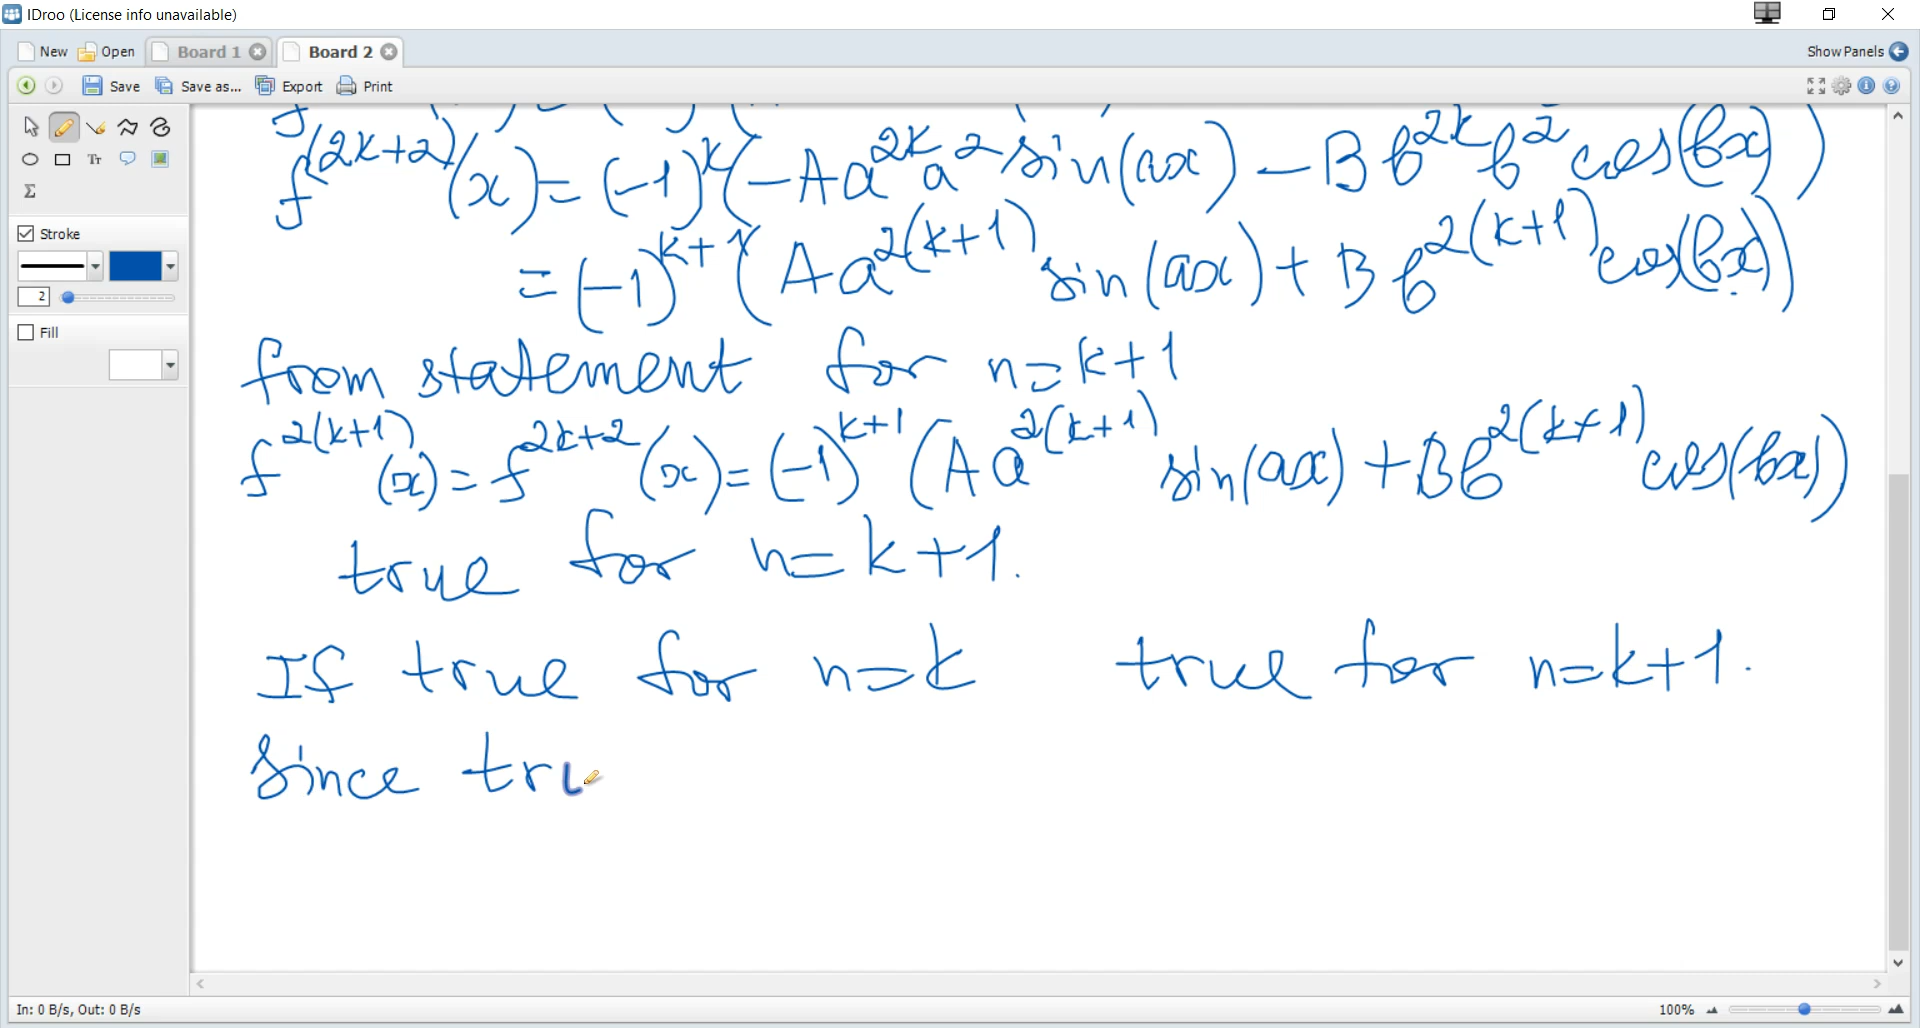 IDroo (License info unavailable)
New Open Board 1 Board 2 Show Panels
Save Save as... Export Print
f^(2k+2)(x) = (-1)^k(-Aa^2k a^2 sin(ax) - Bb^2k b^2 cos(bx))
= (-1)^k+1(Aa^2(k+1) sin(ax) + Bb^2(k+1) cos(bx))
Stroke
2
from statement for n=k+1
Fill
f^2(k+1)(x) = f^2k+2(x) = (-1)^k+1(Aa^2(k+1) sin(ax) + Bb^2(k+1) cos(bx))
true for n=k+1.
If true for n=k true for n=k+1.
Since tru
In: 0 B/s, Out: 0 B/s 100%